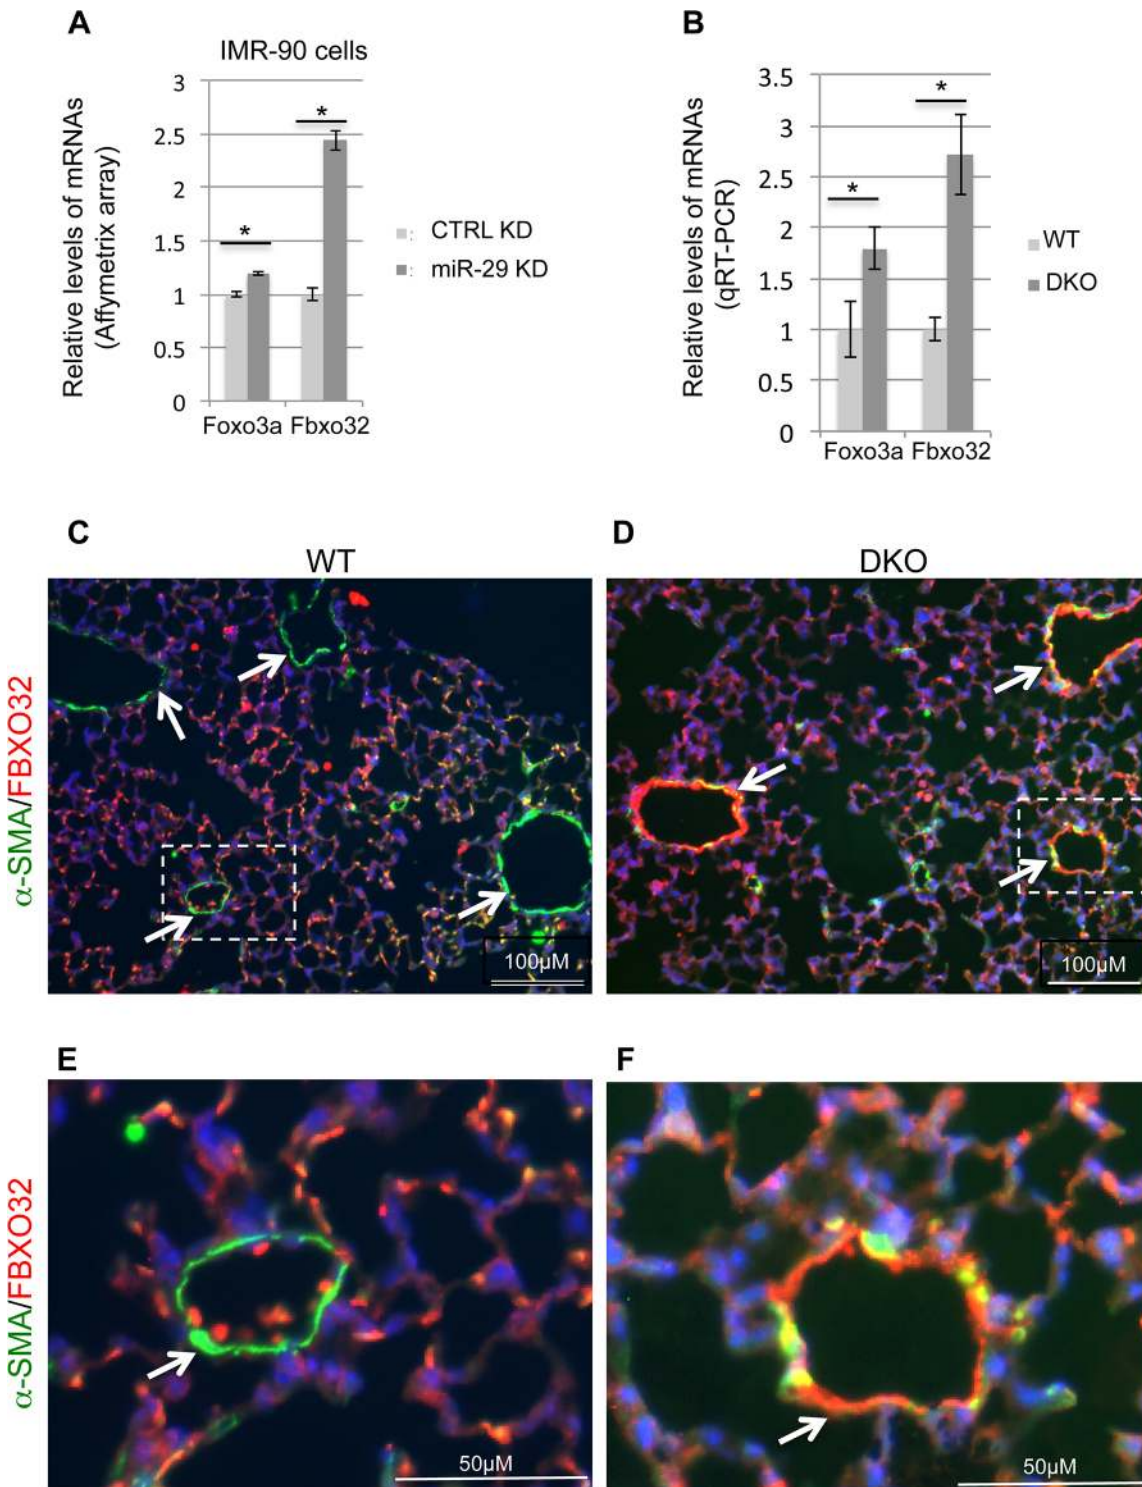 A
IMR-90 cells
Relative levels of mRNAs
(Affymetrix array)
3
2.5
2
1.5
1
0.5
0
*
*
Foxo3a Fbxo32
: CTRL KD
: miR-29 KD
B
Relative levels of mRNAs
(qRT-PCR)
3.5
3
2.5
2
1.5
1
0.5
0
*
*
Foxo3a Fbxo32
WT
DKO
C
WT
α-SMA/FBXO32
100µM
D
DKO
100µM
E
α-SMA/FBXO32
50µM
F
50µM